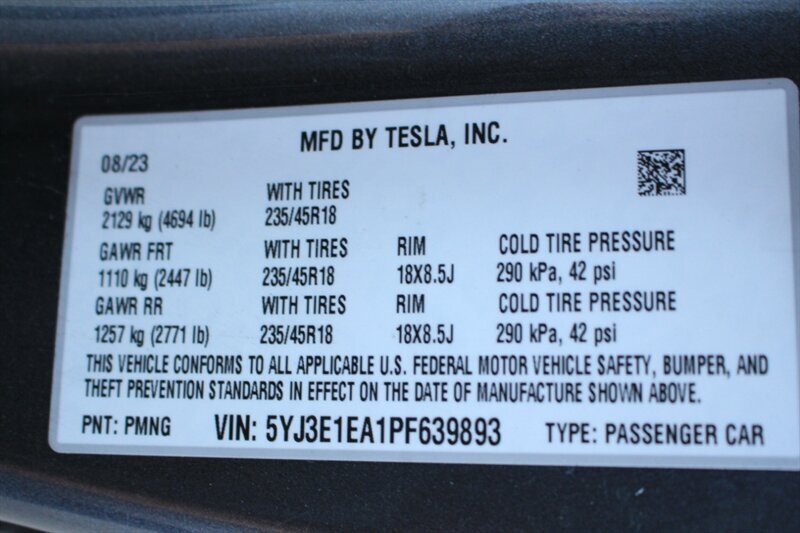 MFD BY TESLA, INC.
08/23
GVWR WITH TIRES
2129 kg (4694 lb) 235/45R18
GAWR FRT WITH TIRES RIM COLD TIRE PRESSURE
1110 kg (2447 lb) 235/45R18 18X8.5J 290 kPa, 42 psi
GAWR RR WITH TIRES RIM COLD TIRE PRESSURE
1257 kg (2771 lb) 235/45R18 18X8.5J 290 kPa, 42 psi
THIS VEHICLE CONFORMS TO ALL APPLICABLE U.S. FEDERAL MOTOR VEHICLE SAFETY, BUMPER, AND
THEFT PREVENTION STANDARDS IN EFFECT ON THE DATE OF MANUFACTURE SHOWN ABOVE.
PNT: PMNG VIN: 5YJ3E1EA1PF639893 TYPE: PASSENGER CAR